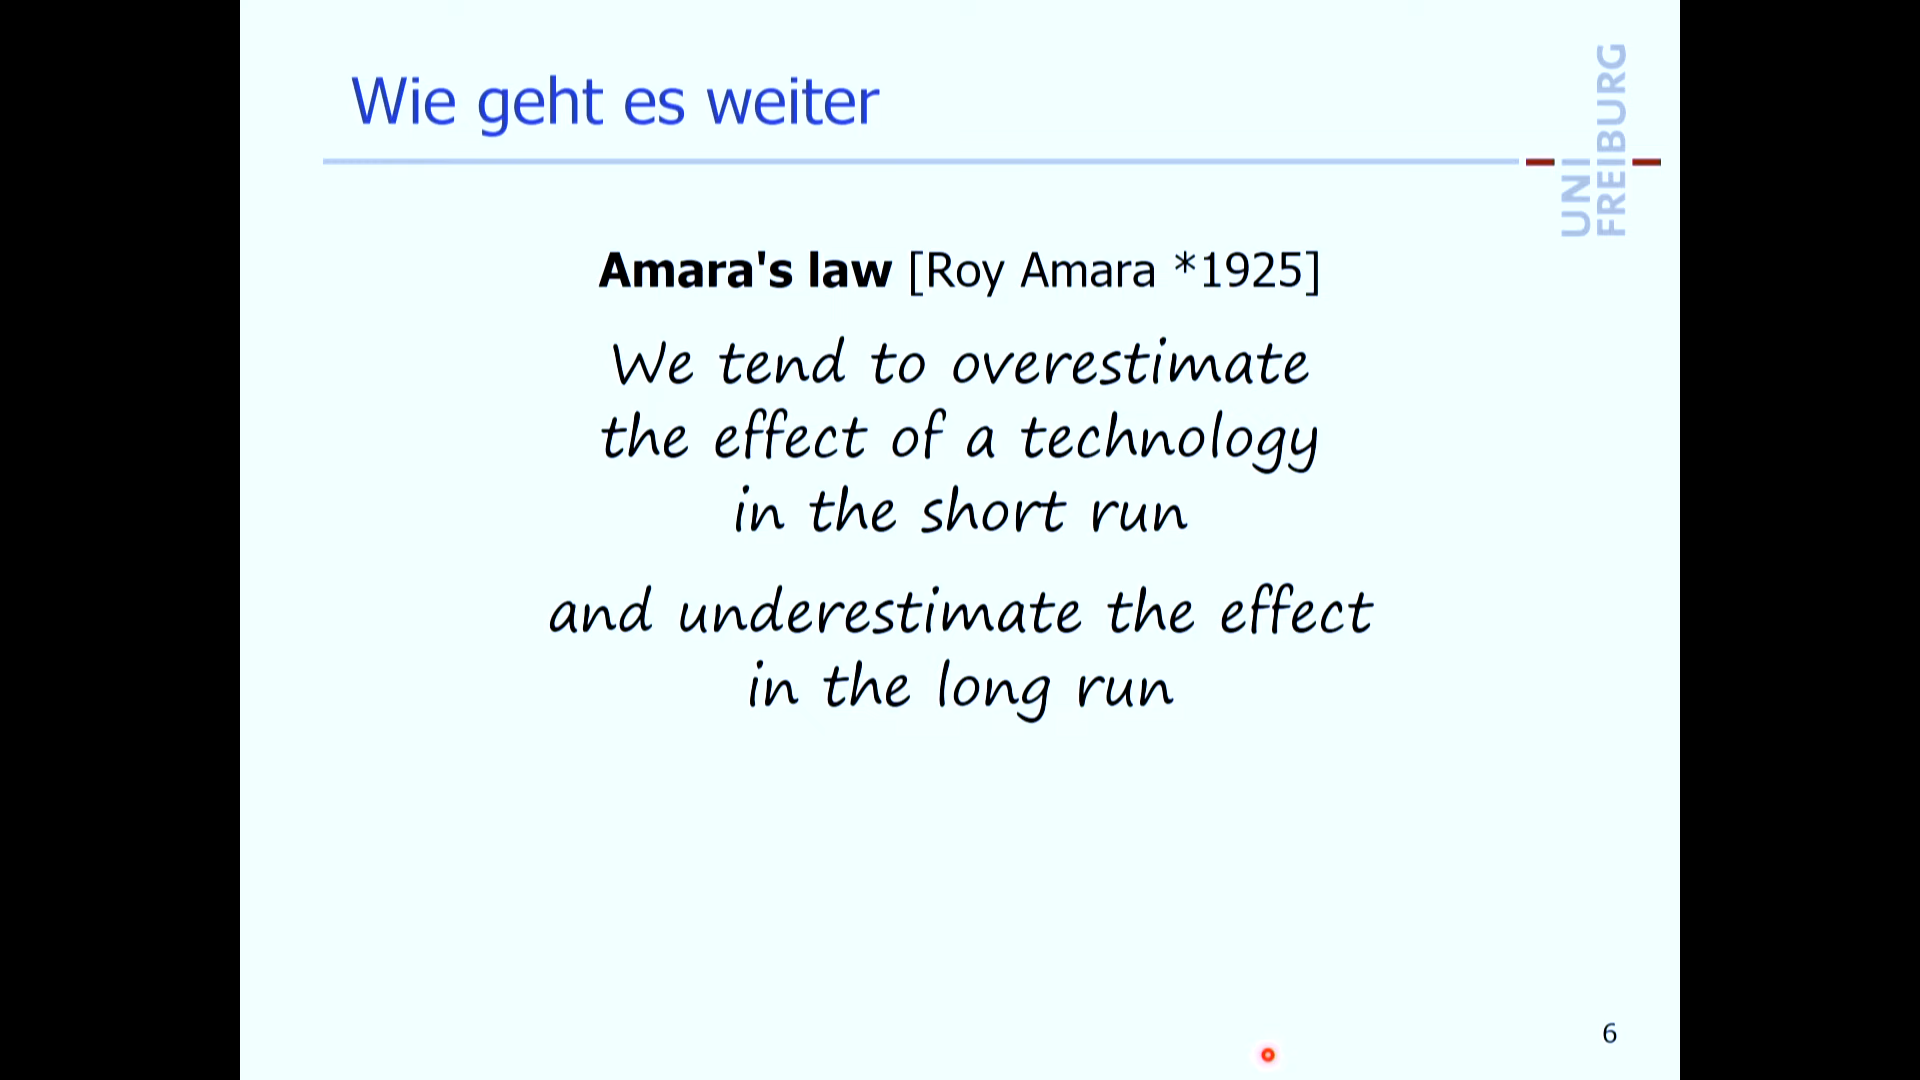 Wie geht es weiter
UNI
FREIBURG
Amara's law [Roy Amara *1925]
We tend to overestimate
the effect of a technology
in the short run
and underestimate the effect
in the long run
6